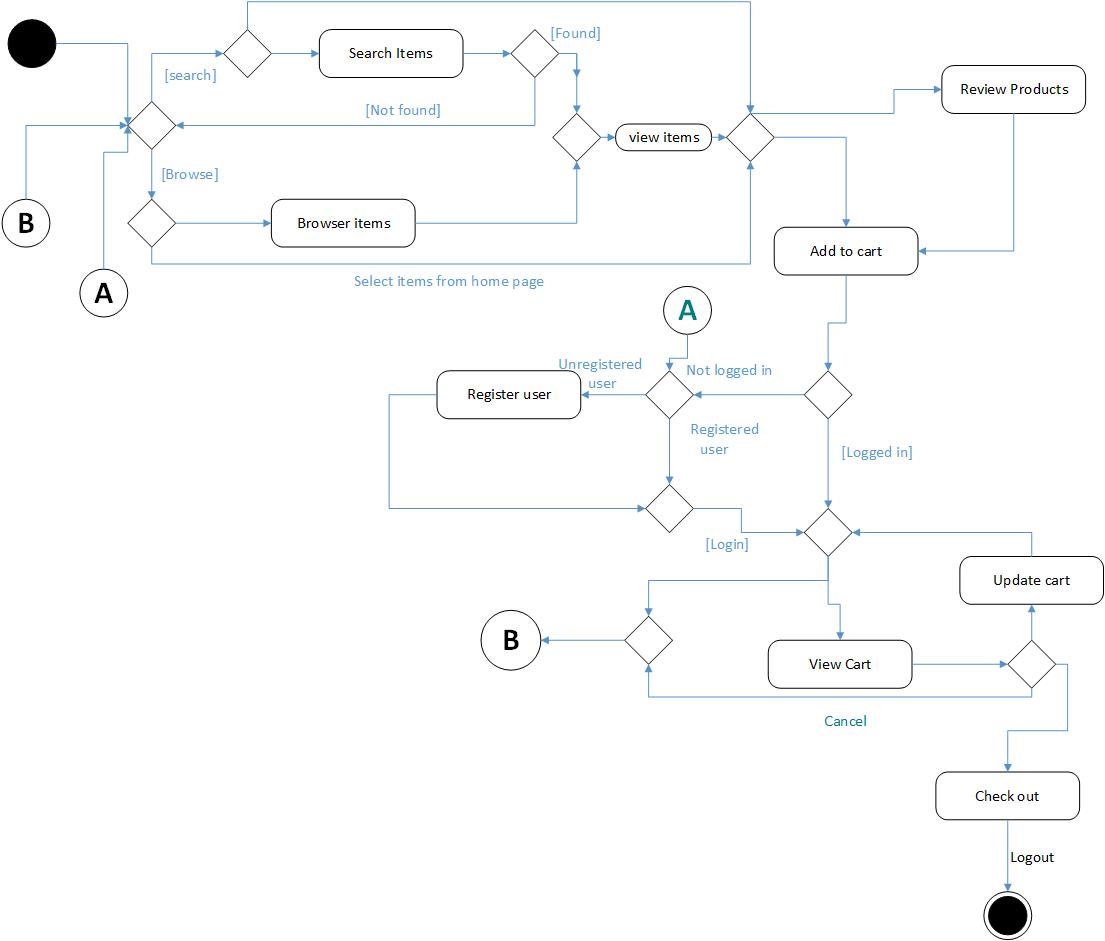 [Found]
Search Items
[search]
Review Products
[Not found]
view items
[Browse]
B
Browser items
Add to cart
Select items from home page
A
A
Unregistered
user
Not logged in
Register user
Registered
user
[Logged in]
[Login]
Update cart
B
View Cart
Cancel
Check out
Logout